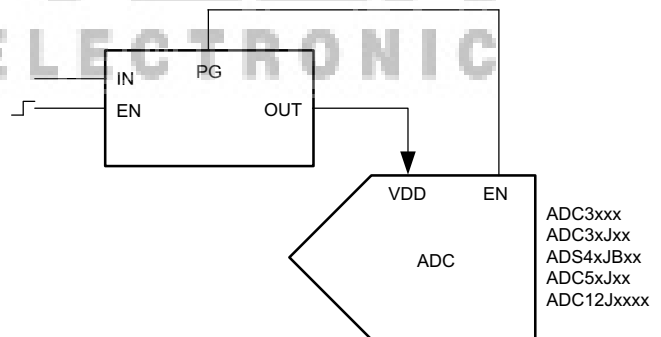 ELECTRONIC
PG
IN
EN
OUT
VDD
EN
ADC
ADC3xxx
ADC3xJxx
ADS4xJBxx
ADC5xJxx
ADC12Jxxxx